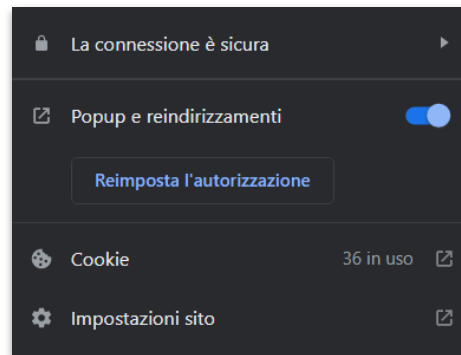 La connessione è sicura
Popup e reindirizzamenti
Reimposta l'autorizzazione
Cookie 36 in uso
Impostazioni sito